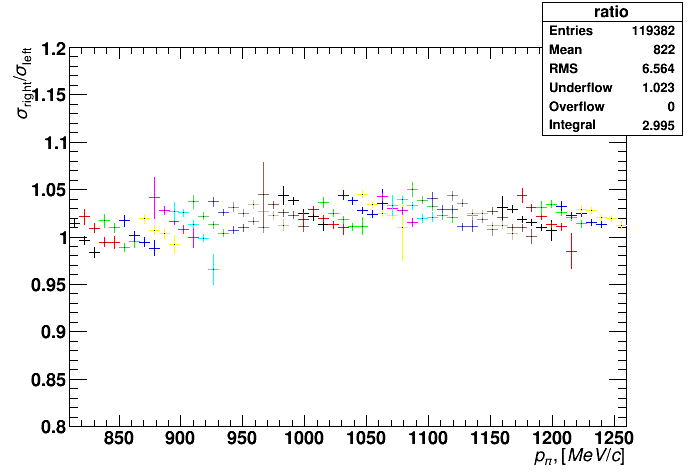 ratio
Entries 119382
Mean 822
RMS 6.564
Underflow 1.023
Overflow 0
Integral 2.995
σright/σleft
1.2
1.15
1.1
1.05
1
0.95
0.9
0.85
0.8
850 900 950 1000 1050 1100 1150 1200 1250
pπ, [MeV/c]